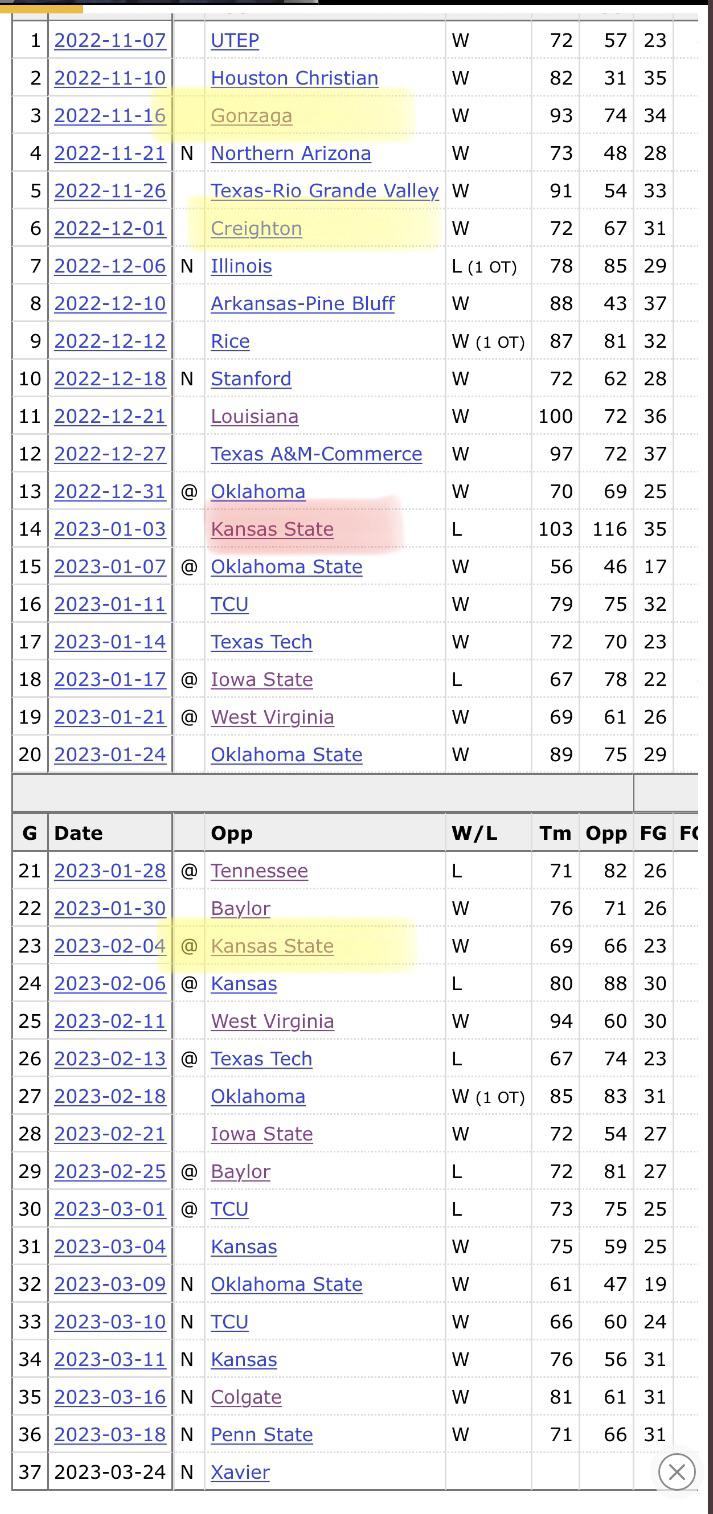 1 2022-11-07 UTEP W 72 57 23
2 2022-11-10 Houston Christian W 82 31 35
3 2022-11-16 Gonzaga W 93 74 34
4 2022-11-21 N Northern Arizona W 73 48 28
5 2022-11-26 Texas-Rio Grande Valley W 91 54 33
6 2022-12-01 Creighton W 72 67 31
7 2022-12-06 N Illinois L (1 OT) 78 85 29
8 2022-12-10 Arkansas-Pine Bluff W 88 43 37
9 2022-12-12 Rice W (1 OT) 87 81 32
10 2022-12-18 N Stanford W 72 62 28
11 2022-12-21 Louisiana W 100 72 36
12 2022-12-27 Texas A&M-Commerce W 97 72 37
13 2022-12-31 @ Oklahoma W 70 69 25
14 2023-01-03 Kansas State L 103 116 35
15 2023-01-07 @ Oklahoma State W 56 46 17
16 2023-01-11 TCU W 79 75 32
17 2023-01-14 Texas Tech W 72 70 23
18 2023-01-17 @ Iowa State L 67 78 22
19 2023-01-21 @ West Virginia W 69 61 26
20 2023-01-24 Oklahoma State W 89 75 29
G Date Opp W/L Tm Opp FG
21 2023-01-28 @ Tennessee L 71 82 26
22 2023-01-30 Baylor W 76 71 26
23 2023-02-04 @ Kansas State W 69 66 23
24 2023-02-06 @ Kansas L 80 88 30
25 2023-02-11 West Virginia W 94 60 30
26 2023-02-13 @ Texas Tech L 67 74 23
27 2023-02-18 Oklahoma W (1 OT) 85 83 31
28 2023-02-21 Iowa State W 72 54 27
29 2023-02-25 @ Baylor L 72 81 27
30 2023-03-01 @ TCU L 73 75 25
31 2023-03-04 Kansas W 75 59 25
32 2023-03-09 N Oklahoma State W 61 47 19
33 2023-03-10 N TCU W 66 60 24
34 2023-03-11 N Kansas W 76 56 31
35 2023-03-16 N Colgate W 81 61 31
36 2023-03-18 N Penn State W 71 66 31
37 2023-03-24 N Xavier